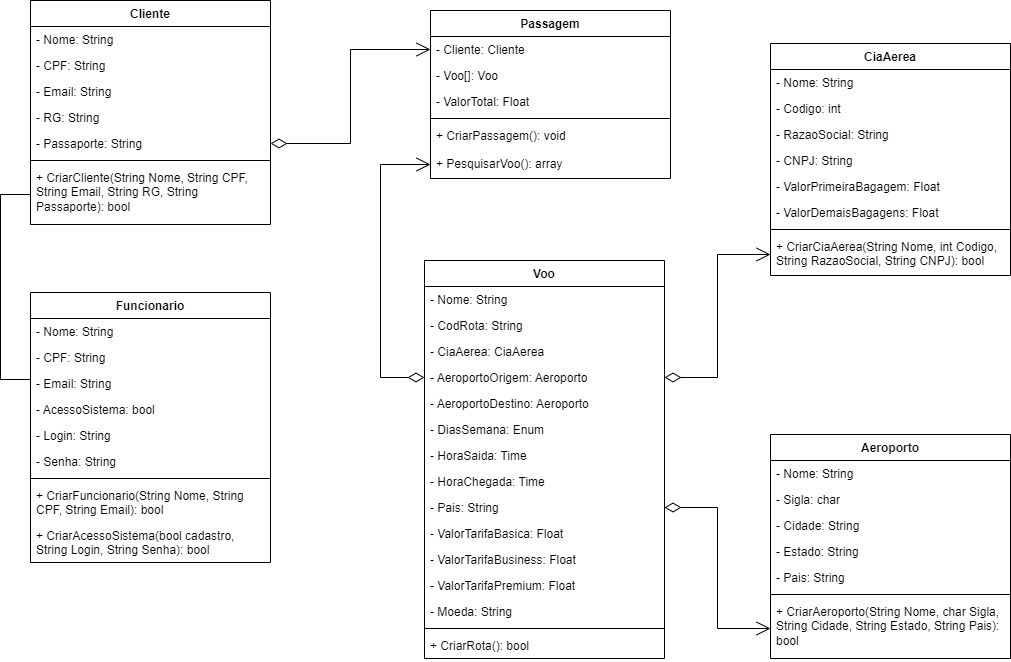 Cliente
- Nome: String
- CPF: String
- Email: String
- RG: String
- Passaporte: String
+ CriarCliente(String Nome, String CPF,
String Email, String RG, String
Passaporte): bool
Passagem
- Cliente: Cliente
- Voo[]: Voo
- ValorTotal: Float
+ CriarPassagem(): void
+ PesquisarVoo(): array
CiaAerea
- Nome: String
- Codigo: int
- RazaoSocial: String
- CNPJ: String
- ValorPrimeiraBagagem: Float
- ValorDemaisBagagens: Float
+ CriarCiaAerea(String Nome, int Codigo,
String RazaoSocial, String CNPJ): bool
Funcionario
- Nome: String
- CPF: String
- Email: String
- AcessoSistema: bool
- Login: String
- Senha: String
+ CriarFuncionario(String Nome, String
CPF, String Email): bool
+ CriarAcessoSistema(bool cadastro,
String Login, String Senha): bool
Voo
- Nome: String
- CodRota: String
- CiaAerea: CiaAerea
- AeroportoOrigem: Aeroporto
- AeroportoDestino: Aeroporto
- DiasSemana: Enum
- HoraSaida: Time
- HoraChegada: Time
- Pais: String
- ValorTarifaBasica: Float
- ValorTarifaBusiness: Float
- ValorTarifaPremium: Float
- Moeda: String
+ CriarRota(): bool
Aeroporto
- Nome: String
- Sigla: char
- Cidade: String
- Estado: String
- Pais: String
+ CriarAeroporto(String Nome, char Sigla,
String Cidade, String Estado, String Pais):
bool